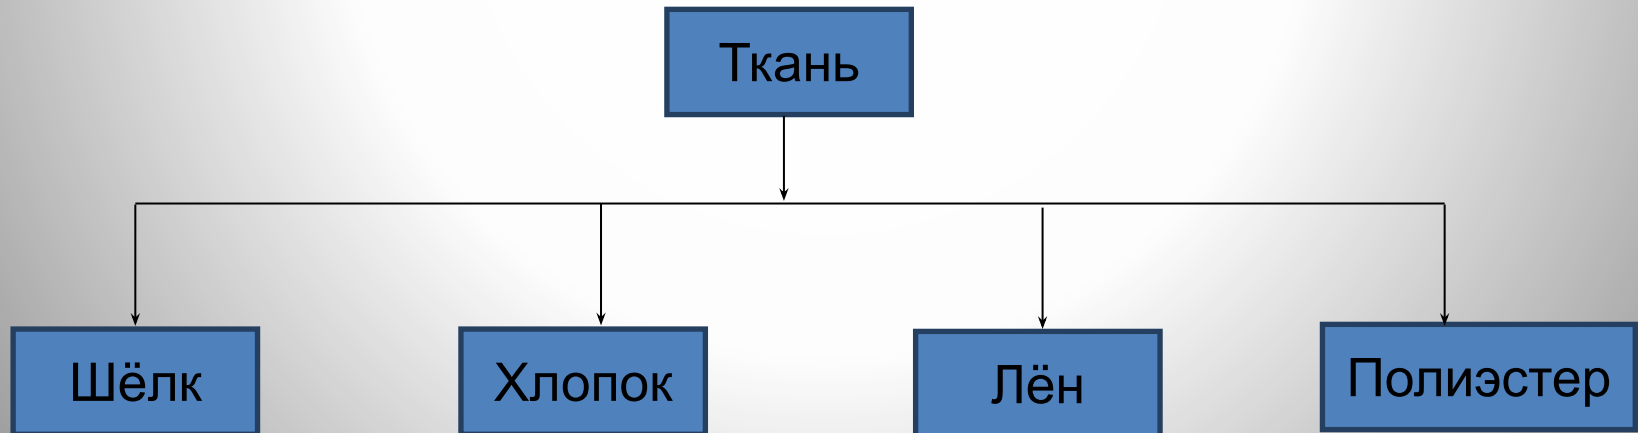 Ткань
Шёлк
Хлопок
Лён
Полиэстер